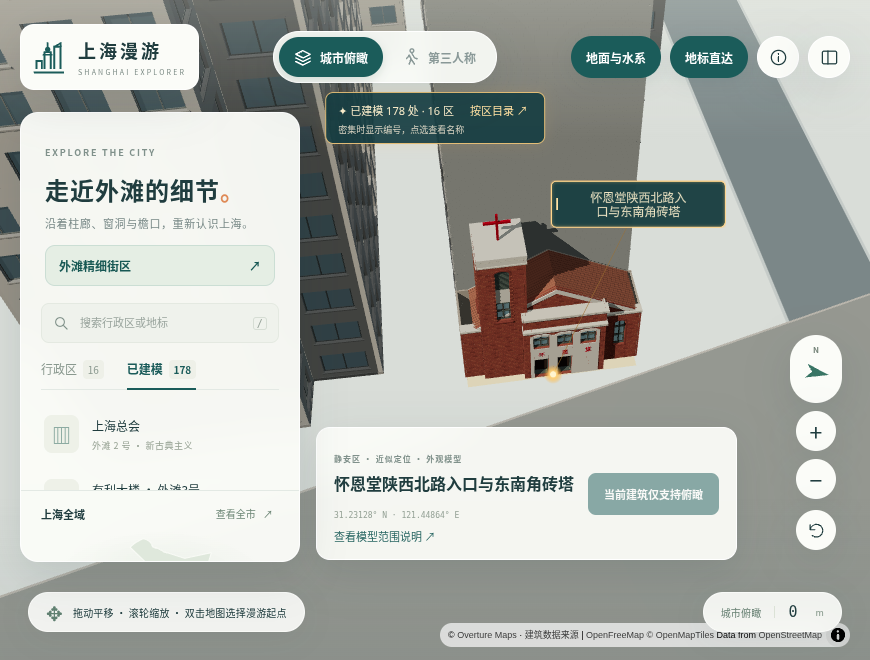 上海漫游
SHANGHAI EXPLORER
城市俯瞰
第三人称
地面与水系
地标直达
✦ 已建模 178 处 · 16 区 按区目录 ↗
密集时显示编号，点选查看名称
EXPLORE THE CITY
走近外滩的细节。
沿着柱廊、窗洞与檐口，重新认识上海。
外滩精细街区 ↗
搜索行政区或地标 /
行政区 16 已建模 178
上海总会
外滩 2 号 · 新古典主义
有利大楼 · 外滩3号
上海全域 查看全市 ↗
怀恩堂陕西北路入
口与东南角砖塔
怀 恩 堂
N
+
−
静安区 · 近似定位 · 外观模型
怀恩堂陕西北路入口与东南角砖塔
31.23128° N · 121.44864° E
查看模型范围说明 ↗
当前建筑仅支持俯瞰
拖动平移 · 滚轮缩放 · 双击地图选择漫游起点
城市俯瞰 0 m
© Overture Maps · 建筑数据来源 | OpenFreeMap © OpenMapTiles Data from OpenStreetMap